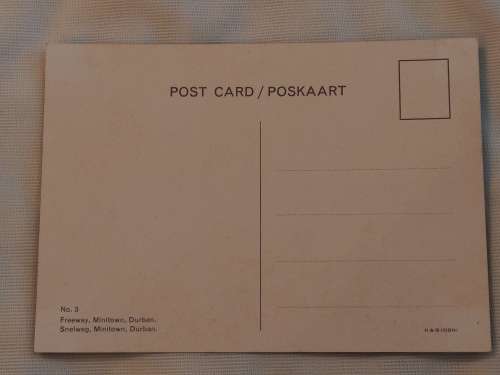 POST CARD / POSKAART
No. 3
Freeway, Minitown, Durban.
Snelweg, Minitown, Durban.